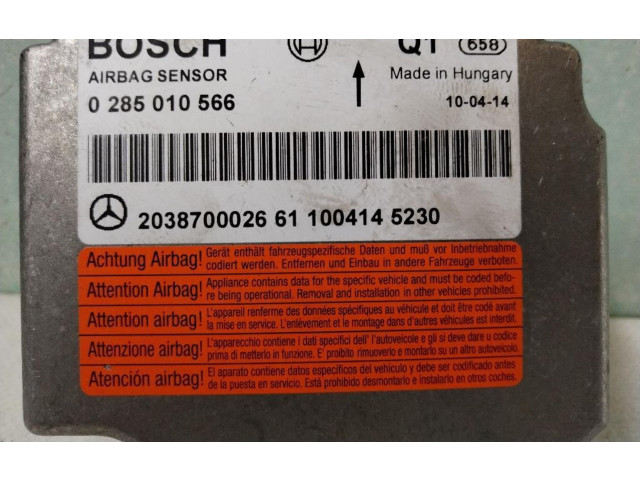 BOSCH Q1 658
AIRBAG SENSOR Made in Hungary
0 285 010 566 10-04-14
2038700026 61 100414 5230
Achtung Airbag! Gerät enthält fahrzeugspezifische Daten und muß vor Inbetriebnahme
codiert werden. Entfernen und Einbau in andere Fahrzeuge verboten.
Attention Airbag! Appliance contains data for the specific vehicle and must be coded befo-
re being operational. Removal and installation in other vehicles prohibited.
Attention airbag! L'appareil renferme des données spécifiques au véhicule et doit être codé avant
la mise en service. L'enlèvement et le montage dans d'autres véhicules est interdit.
Attenzione airbag! L'apparecchio contiene i dati specifici dell' l'autoveicolo e gli si deve dare u codice
prima di metterlo in funzione. E' proibito rimuoverlo e montarlo su un altro autoveicolo.
Atención airbag! El aparato contiene datos específicos del vehículo y debe ser codificado antes
de la puesta en servicio. Está prohibido desmontarlo e instalarlo en otros coches.